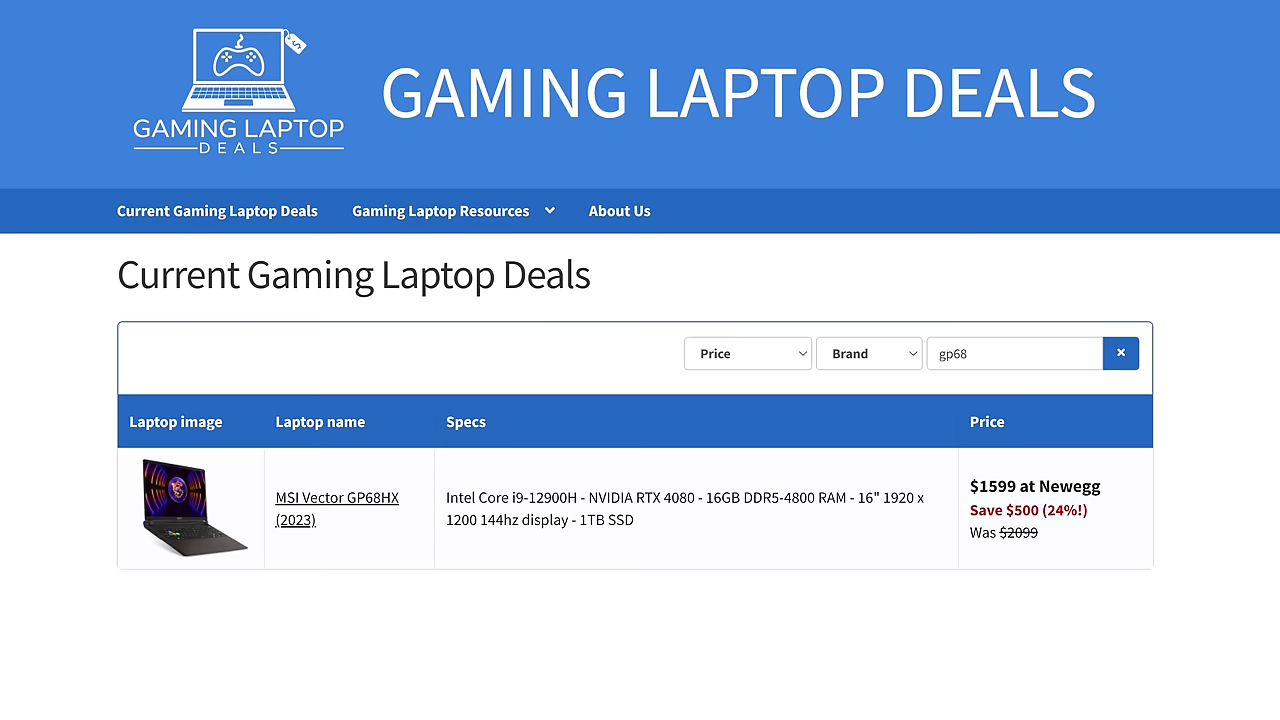 GAMING LAPTOP
DEALS
GAMING LAPTOP DEALS
Current Gaming Laptop Deals
Gaming Laptop Resources
About Us
Current Gaming Laptop Deals
Price
Brand
gp68
Laptop image
Laptop name
Specs
Price
MSI Vector GP68HX
(2023)
Intel Core i9-12900H - NVIDIA RTX 4080 - 16GB DDR5-4800 RAM - 16" 1920 x
1200 144hz display - 1TB SSD
$1599 at Newegg
Save $500 (24%!)
Was $2099